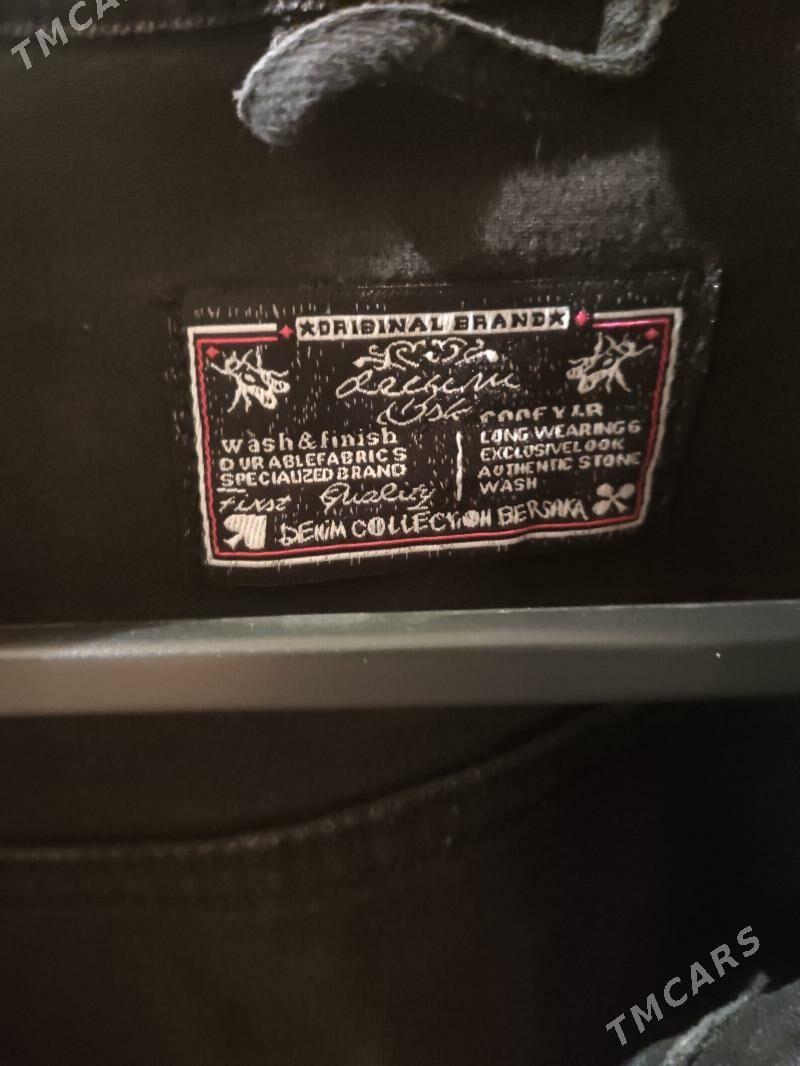 TMCARS
★ORIGINAL BRAND★
wash&finish
DURABLEFABRICS
SPECIALIZED BRAND
First Quality
LONG WEARING6
EXCLUSIVELOOK
AUTHENTIC STONE
WASH
DENIM COLLECTION BERSHKA
TMCARS